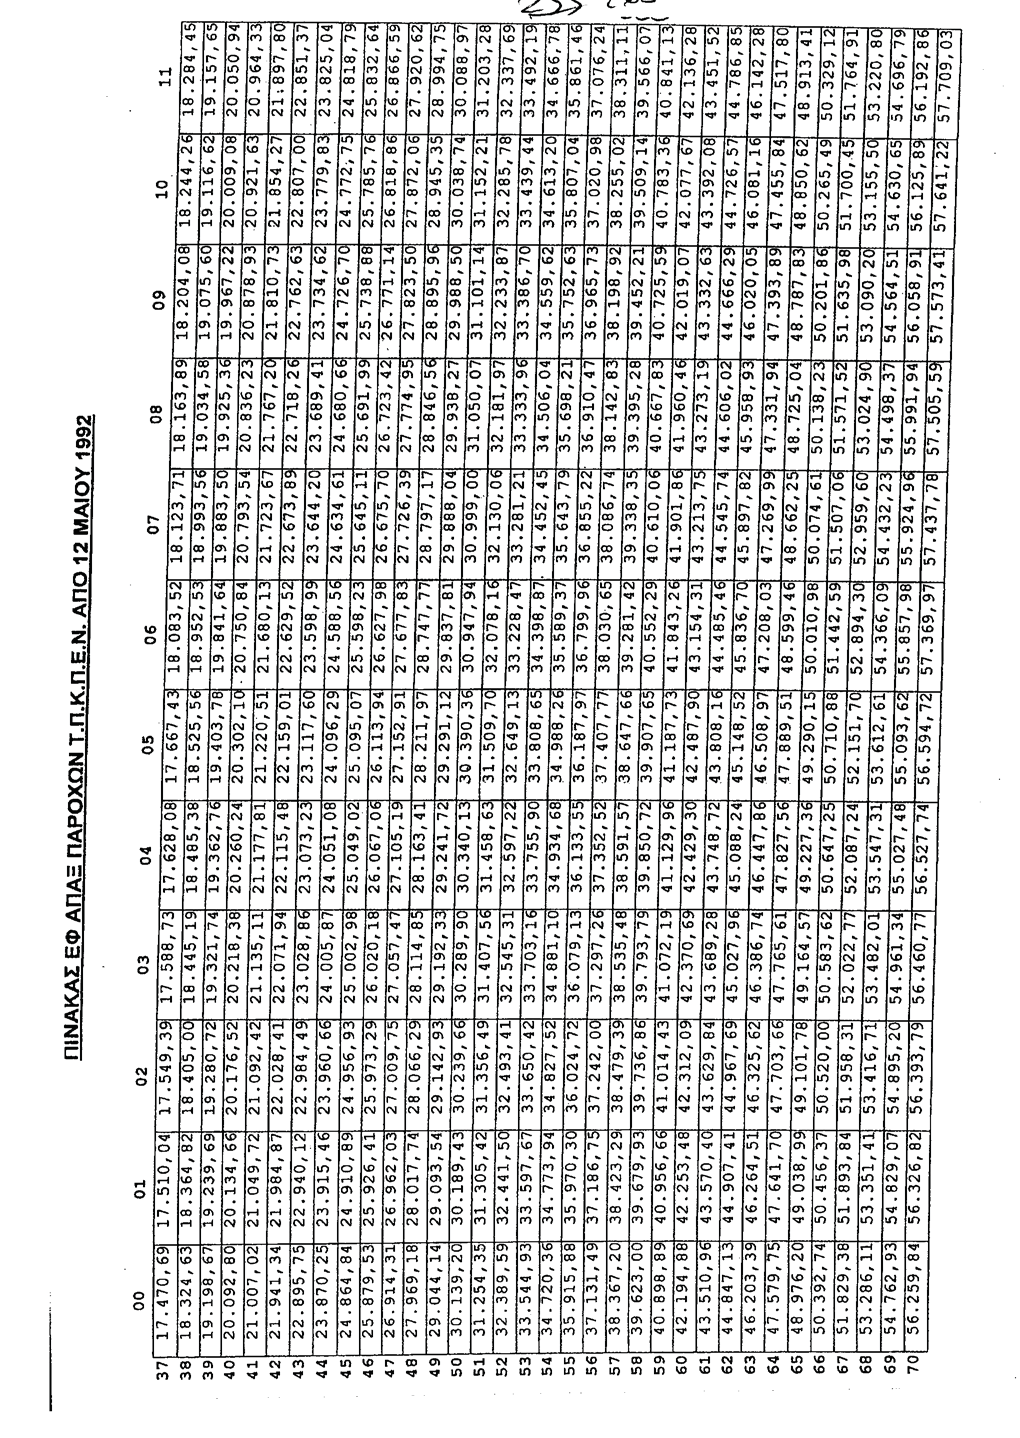 ΠΙΝΑΚΑΣ ΕΦ ΑΠΑΞ ΠΑΡΟΧΩΝ Τ.Π.Κ.Π.Ε.Ν. ΑΠΟ 12 ΜΑΙΟΥ 1992
00 01 02 03 04 05 06 07 08 09 10 11
37 17.470,69 17.510,04 17.549,39 17.588,73 17.628,08 17.667,43 18.083,52 18.123,71 18.163,89 18.204,08 18.244,26 18.284,45
38 18.324,63 18.364,82 18.405,00 18.445,19 18.485,38 18.525,56 18.952,53 18.993,56 19.034,58 19.075,60 19.116,62 19.157,65
39 19.198,67 19.239,69 19.280,72 19.321,74 19.362,76 19.403,78 19.841,64 19.883,50 19.925,36 19.967,22 20.009,08 20.050,94
40 20.092,80 20.134,66 20.176,52 20.218,38 20.260,24 20.302,10 20.750,84 20.793,54 20.836,23 20.878,93 20.921,63 20.964,33
41 21.007,02 21.049,72 21.092,42 21.135,11 21.177,81 21.220,51 21.680,13 21.723,67 21.767,20 21.810,73 21.854,27 21.897,80
42 21.941,34 21.984,87 22.028,41 22.071,94 22.115,48 22.159,01 22.629,52 22.673,89 22.718,26 22.762,63 22.807,00 22.851,37
43 22.895,75 22.940,12 22.984,49 23.028,86 23.073,23 23.117,60 23.598,99 23.644,20 23.689,41 23.734,62 23.779,83 23.825,04
44 23.870,25 23.915,46 23.960,66 24.005,87 24.051,08 24.096,29 24.588,56 24.634,61 24.680,66 24.726,70 24.772,75 24.818,79
45 24.864,84 24.910,89 24.956,93 25.002,98 25.049,02 25.095,07 25.598,23 25.645,11 25.691,99 25.738,88 25.785,76 25.832,64
46 25.879,53 25.926,41 25.973,29 26.020,18 26.067,06 26.113,94 26.627,98 26.675,70 26.723,42 26.771,14 26.818,86 26.866,59
47 26.914,31 26.962,03 27.009,75 27.057,47 27.105,19 27.152,91 27.677,83 27.726,39 27.774,95 27.823,50 27.872,06 27.920,62
48 27.969,18 28.017,74 28.066,29 28.114,85 28.163,41 28.211,97 28.747,77 28.797,17 28.846,56 28.895,96 28.945,35 28.994,75
49 29.044,14 29.093,54 29.142,93 29.192,33 29.241,72 29.291,12 29.837,81 29.888,04 29.938,27 29.988,50 30.038,74 30.088,97
50 30.139,20 30.189,43 30.239,66 30.289,90 30.340,13 30.390,36 30.947,94 30.999,00 31.050,07 31.101,14 31.152,21 31.203,28
51 31.254,35 31.305,42 31.356,49 31.407,56 31.458,63 31.509,70 32.078,16 32.130,06 32.181,97 32.233,87 32.285,78 32.337,69
52 32.389,59 32.441,50 32.493,41 32.545,31 32.597,22 32.649,13 33.228,47 33.281,21 33.333,96 33.386,70 33.439,44 33.492,19
53 33.544,93 33.597,67 33.650,42 33.703,16 33.755,90 33.808,65 34.398,87 34.452,45 34.506,04 34.559,62 34.613,20 34.666,78
54 34.720,36 34.773,94 34.827,52 34.881,10 34.934,68 34.988,26 35.589,37 35.643,79 35.698,21 35.752,63 35.807,04 35.861,46
55 35.915,88 35.970,30 36.024,72 36.079,13 36.133,55 36.187,97 36.799,96 36.855,22 36.910,47 36.965,73 37.020,98 37.076,24
56 37.131,49 37.186,75 37.242,00 37.297,26 37.352,52 37.407,77 38.030,65 38.086,74 38.142,83 38.198,92 38.255,02 38.311,11
57 38.367,20 38.423,29 38.479,39 38.535,48 38.591,57 38.647,66 39.281,42 39.338,35 39.395,28 39.452,21 39.509,14 39.566,07
58 39.623,00 39.679,93 39.736,86 39.793,79 39.850,72 39.907,65 40.552,29 40.610,06 40.667,83 40.725,59 40.783,36 40.841,13
59 40.898,89 40.956,66 41.014,43 41.072,19 41.129,96 41.187,73 41.843,26 41.901,86 41.960,46 42.019,07 42.077,67 42.136,28
60 42.194,88 42.253,48 42.312,09 42.370,69 42.429,30 42.487,90 43.154,31 43.213,75 43.273,19 43.332,63 43.392,08 43.451,52
61 43.510,96 43.570,40 43.629,84 43.689,28 43.748,72 43.808,16 44.485,46 44.545,74 44.606,02 44.666,29 44.726,57 44.786,85
62 44.847,13 44.907,41 44.967,69 45.027,96 45.088,24 45.148,52 45.836,70 45.897,82 45.958,93 46.020,05 46.081,16 46.142,28
63 46.203,39 46.264,51 46.325,62 46.386,74 46.447,86 46.508,97 47.208,03 47.269,99 47.331,94 47.393,89 47.455,84 47.517,80
64 47.579,75 47.641,70 47.703,66 47.765,61 47.827,56 47.889,51 48.599,46 48.662,25 48.725,04 48.787,83 48.850,62 48.913,41
65 48.976,20 49.038,99 49.101,78 49.164,57 49.227,36 49.290,15 50.010,98 50.074,61 50.138,23 50.201,86 50.265,49 50.329,12
66 50.392,74 50.456,37 50.520,00 50.583,62 50.647,25 50.710,88 51.442,59 51.507,06 51.571,52 51.635,98 51.700,45 51.764,91
67 51.829,38 51.893,84 51.958,31 52.022,77 52.087,24 52.151,70 52.894,30 52.959,60 53.024,90 53.090,20 53.155,50 53.220,80
68 53.286,11 53.351,41 53.416,71 53.482,01 53.547,31 53.612,61 54.366,09 54.432,23 54.498,37 54.564,51 54.630,65 54.696,79
69 54.762,93 54.829,07 54.895,20 54.961,34 55.027,48 55.093,62 55.857,98 55.924,96 55.991,94 56.058,91 56.125,89 56.192,86
70 56.259,84 56.326,82 56.393,79 56.460,77 56.527,74 56.594,72 57.369,97 57.437,78 57.505,59 57.573,41 57.641,22 57.709,03